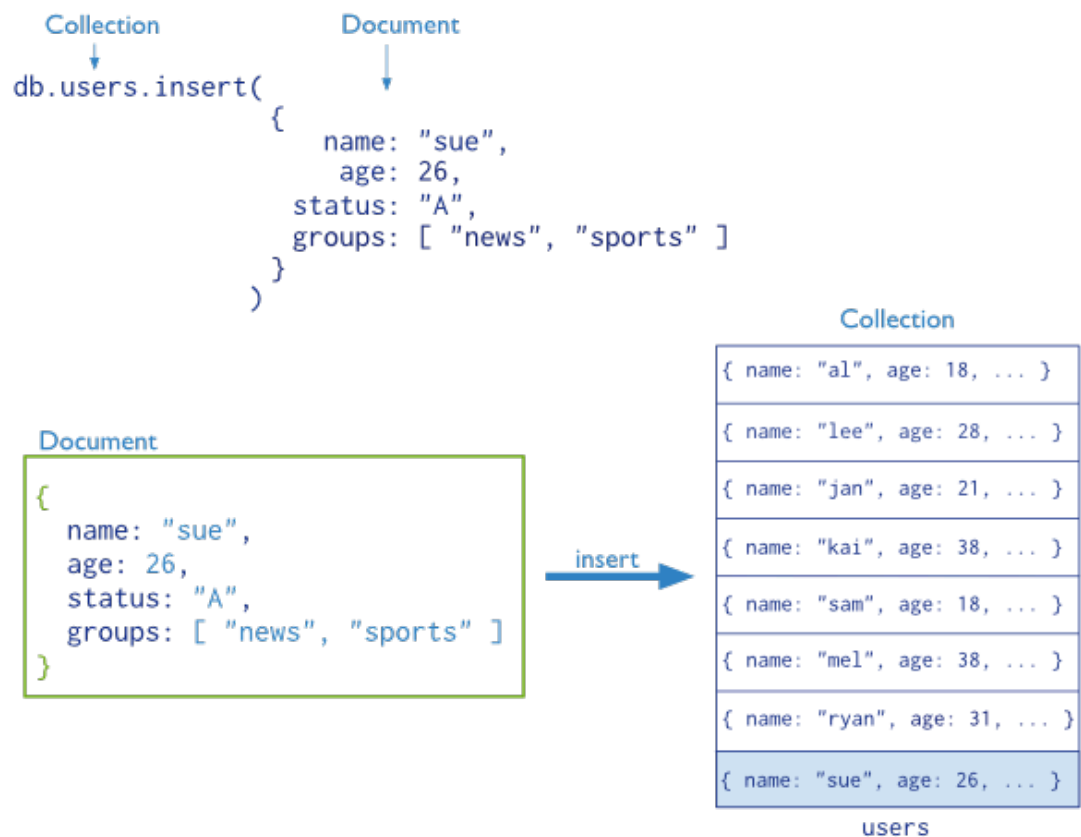 Collection Document
db.users.insert(
{
name: "sue",
age: 26,
status: "A",
groups: [ "news", "sports" ]
}
)
Document
{
name: "sue",
age: 26,
status: "A",
groups: [ "news", "sports" ]
}
insert
Collection
{ name: "al", age: 18, ... }
{ name: "lee", age: 28, ... }
{ name: "jan", age: 21, ... }
{ name: "kai", age: 38, ... }
{ name: "sam", age: 18, ... }
{ name: "mel", age: 38, ... }
{ name: "ryan", age: 31, ... }
{ name: "sue", age: 26, ... }
users